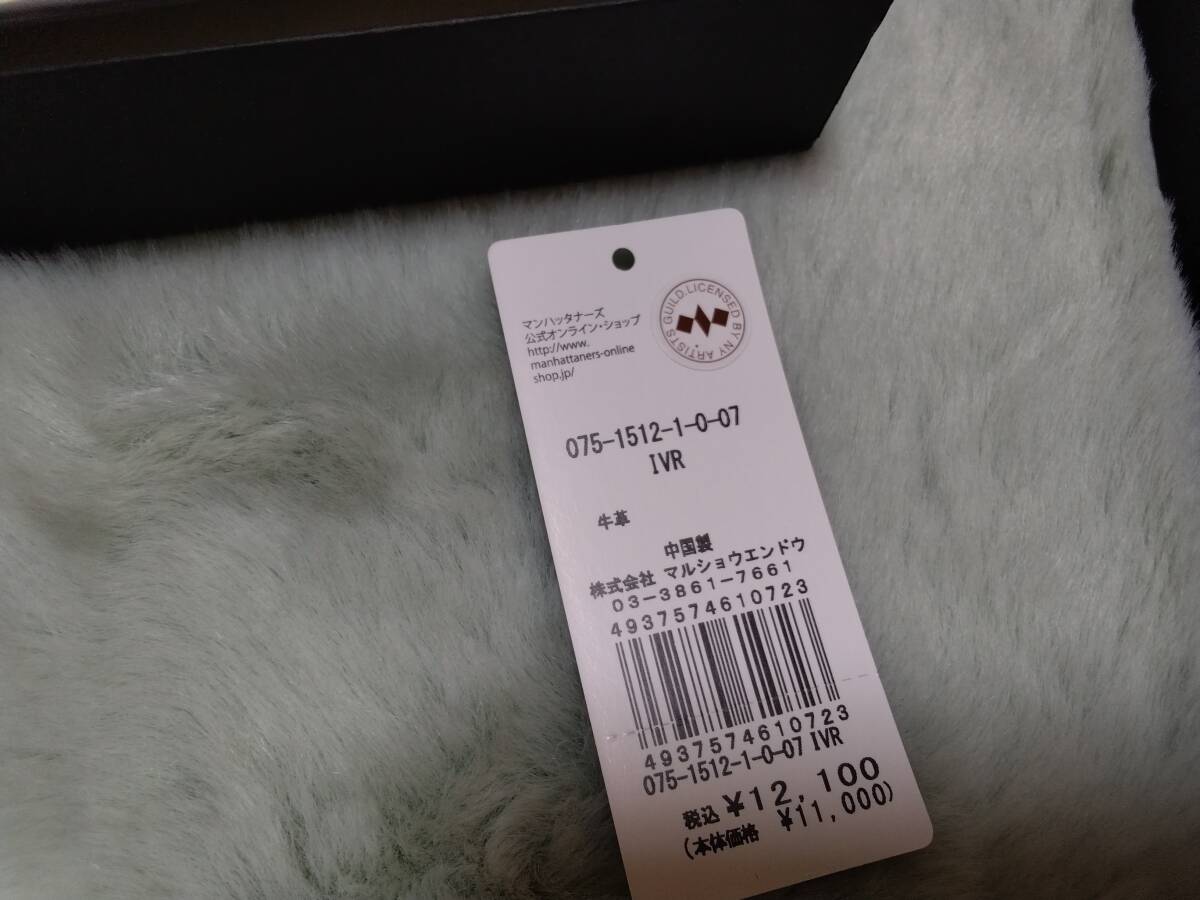 マンハッタナーズ
公式オンライン・ショップ
http://www.
manhattaners-online
shop.jp/
GUILD.LICENSED BY NY ARTISTS
075-1512-1-0-07
IVR
牛革
中国製
株式会社 マルショウエンドウ
03-3861-7661
4937574610723
4937574610723
075-1512-1-0-07 IVR
税込 ¥12,100
(本体価格 ¥11,000)